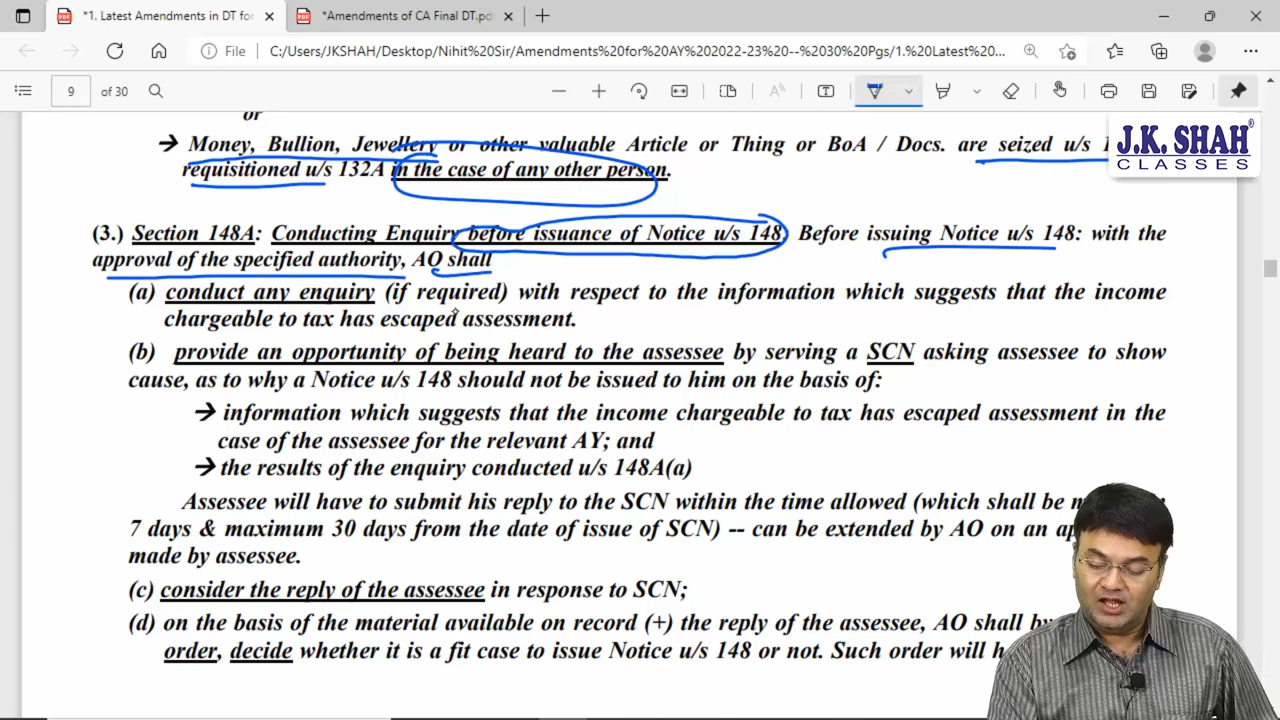 *1. Latest Amendments in DT for
*Amendments of CA Final DT.pd
File
C:/Users/JKSHAH/Desktop/Nihit%20Sir/Amendments%20for%20AY%202022-23%20--%2030%20Pgs/1.%20Latest%20...
9 of 30
or
➔ Money, Bullion, Jewellery or other valuable Article or Thing or BoA / Docs. are seized u/s 1
requisitioned u/s 132A in the case of any other person.
J.K. SHAH®
CLASSES
(3.) Section 148A: Conducting Enquiry before issuance of Notice u/s 148 Before issuing Notice u/s 148: with the
approval of the specified authority, AO shall
(a) conduct any enquiry (if required) with respect to the information which suggests that the income
chargeable to tax has escaped assessment.
(b) provide an opportunity of being heard to the assessee by serving a SCN asking assessee to show
cause, as to why a Notice u/s 148 should not be issued to him on the basis of:
➔ information which suggests that the income chargeable to tax has escaped assessment in the
case of the assessee for the relevant AY; and
➔ the results of the enquiry conducted u/s 148A(a)
Assessee will have to submit his reply to the SCN within the time allowed (which shall be
7 days & maximum 30 days from the date of issue of SCN) -- can be extended by AO on an
made by assessee.
(c) consider the reply of the assessee in response to SCN;
(d) on the basis of the material available on record (+) the reply of the assessee, AO shall
order, decide whether it is a fit case to issue Notice u/s 148 or not. Such order will